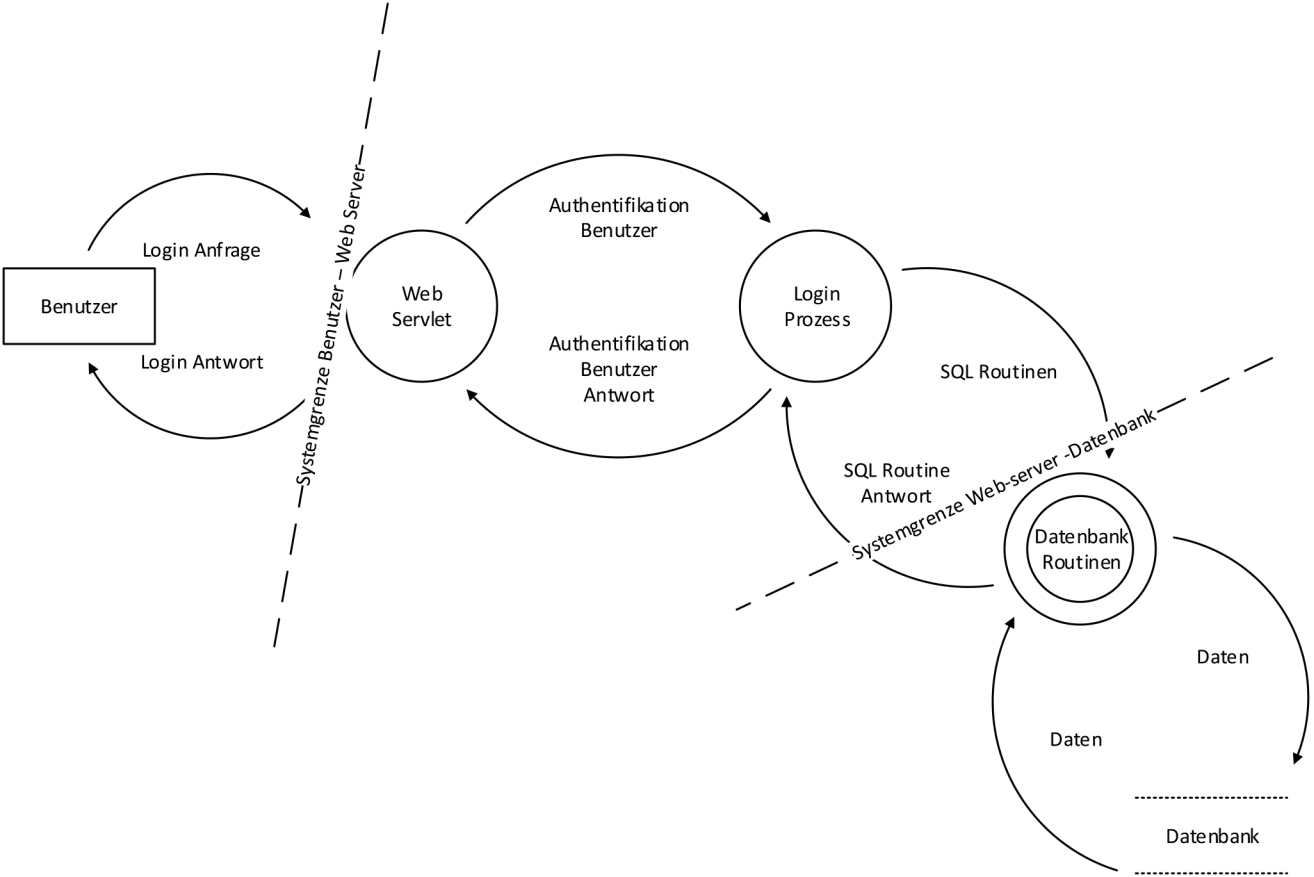 Systemgrenze Benutzer – Web Server
Login Anfrage
Benutzer
Login Antwort
Web
Servlet
Authentifikation
Benutzer
Authentifikation
Benutzer
Antwort
Login
Prozess
SQL Routinen
SQL Routine
Antwort
Systemgrenze Web-server -Datenbank
Datenbank
Routinen
Daten
Daten
Datenbank